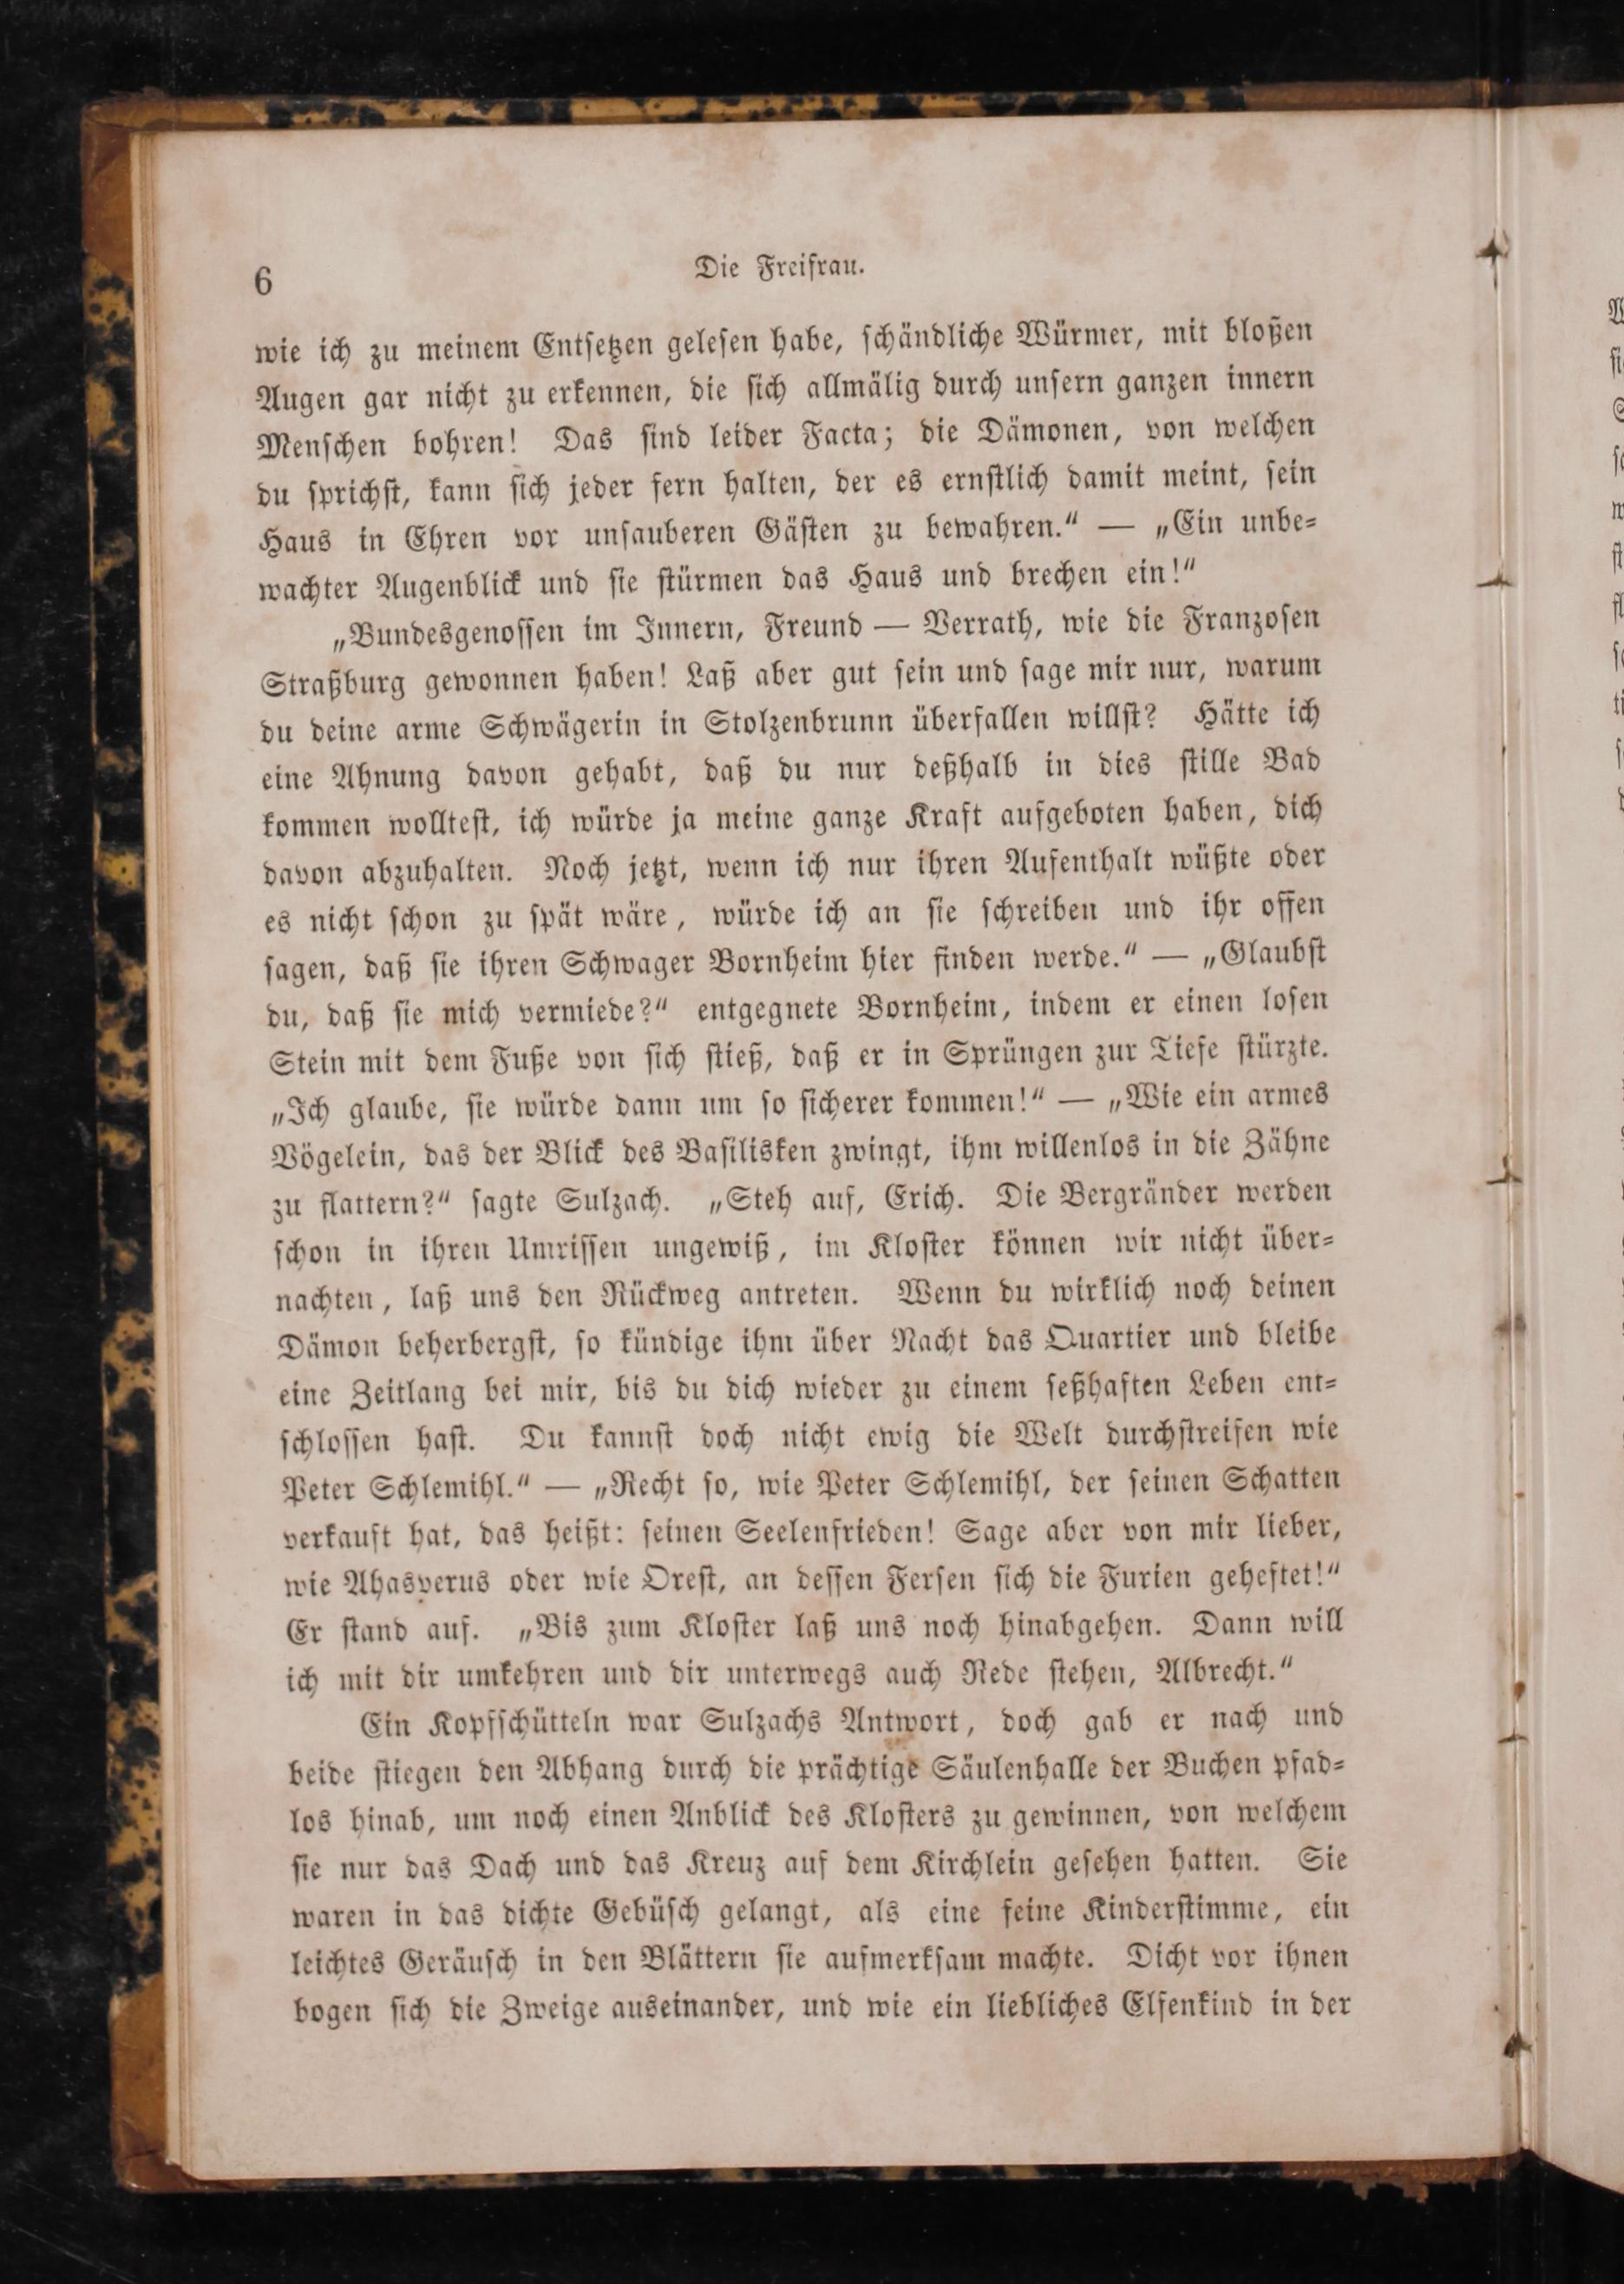 6
Die Freifrau.
wie ich zu meinem Entsetzen gelesen habe, schändliche Würmer, mit bloßen
Augen gar nicht zu erkennen, die sich allmälig durch unsern ganzen innern
Menschen bohren! Das sind leider Facta; die Dämonen, von welchen
du sprichst, kann sich jeder fern halten, der es ernstlich damit meint, sein
Haus in Ehren vor unsauberen Gästen zu bewahren.“ — „Ein unbe-
wachter Augenblick und sie stürmen das Haus und brechen ein!“
„Bundesgenossen im Innern, Freund — Verrath, wie die Franzosen
Straßburg gewonnen haben! Laß aber gut sein und sage mir nur, warum
du deine arme Schwägerin in Stolzenbrunn überfallen willst? Hätte ich
eine Ahnung davon gehabt, daß du nur deßhalb in dies stille Bad
kommen wolltest, ich würde ja meine ganze Kraft aufgeboten haben, dich
davon abzuhalten. Noch jetzt, wenn ich nur ihren Aufenthalt wüßte oder
es nicht schon zu spät wäre, würde ich an sie schreiben und ihr offen
sagen, daß sie ihren Schwager Bornheim hier finden werde.“ — „Glaubst
du, daß sie mich vermiede?“ entgegnete Bornheim, indem er einen losen
Stein mit dem Fuße von sich stieß, daß er in Sprüngen zur Tiefe stürzte.
„Ich glaube, sie würde dann um so sicherer kommen!“ — „Wie ein armes
Vögelein, das der Blick des Basilisken zwingt, ihm willenlos in die Zähne
zu flattern?“ sagte Sulzach. „Steh auf, Erich. Die Bergränder werden
schon in ihren Umrissen ungewiß, im Kloster können wir nicht über-
nachten, laß uns den Rückweg antreten. Wenn du wirklich noch deinen
Dämon beherbergst, so kündige ihm über Nacht das Quartier und bleibe
eine Zeitlang bei mir, bis du dich wieder zu einem seßhaften Leben ent-
schlossen hast. Du kannst doch nicht ewig die Welt durchstreifen wie
Peter Schlemihl.“ — „Recht so, wie Peter Schlemihl, der seinen Schatten
verkauft hat, das heißt: seinen Seelenfrieden! Sage aber von mir lieber,
wie Ahasverus oder wie Orest, an dessen Fersen sich die Furien geheftet!“
Er stand auf. „Bis zum Kloster laß uns noch hinabgehen. Dann will
ich mit dir umkehren und dir unterwegs auch Rede stehen, Albrecht.“
Ein Kopfschütteln war Sulzachs Antwort, doch gab er nach und
beide stiegen den Abhang durch die prächtige Säulenhalle der Buchen pfad-
los hinab, um noch einen Anblick des Klosters zu gewinnen, von welchem
sie nur das Dach und das Kreuz auf dem Kirchlein gesehen hatten. Sie
waren in das dichte Gebüsch gelangt, als eine feine Kinderstimme, ein
leichtes Geräusch in den Blättern sie aufmerksam machte. Dicht vor ihnen
bogen sich die Zweige auseinander, und wie ein liebliches Elfenkind in der